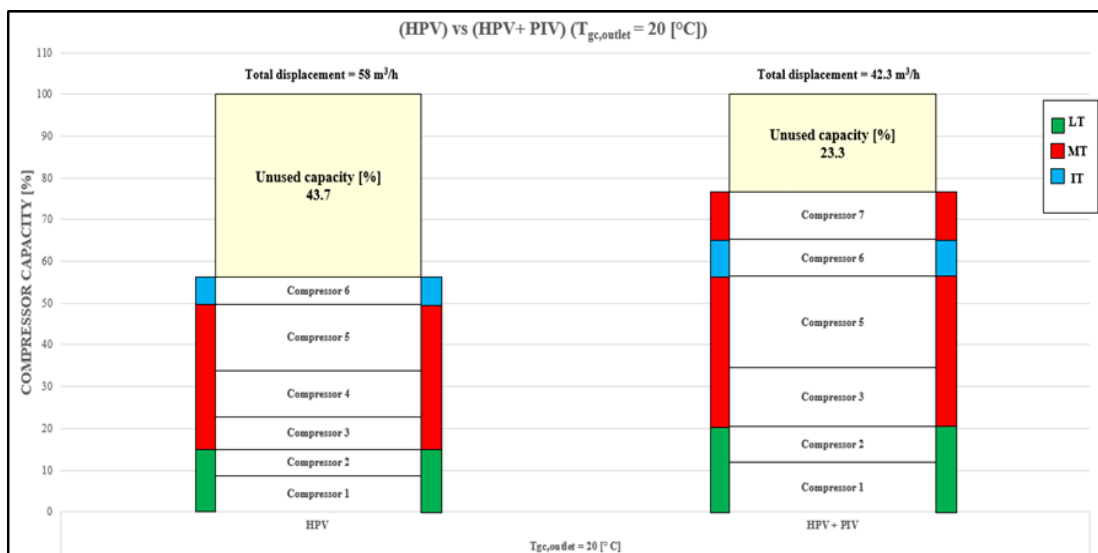 (HPV) vs (HPV+ PIV) (Tgc,outlet = 20 [°C])
COMPRESSOR CAPACITY [%]
110
100
90
80
70
60
50
40
30
20
10
0
Total displacement = 58 m³/h
Unused capacity [%]
43.7
Compressor 6
Compressor 5
Compressor 4
Compressor 3
Compressor 2
Compressor 1
HPV
Total displacement = 42.3 m³/h
Unused capacity [%]
23.3
Compressor 7
Compressor 6
Compressor 5
Compressor 3
Compressor 2
Compressor 1
HPV + PIV
Tgc,outlet = 20 [° C]
LT
MT
IT